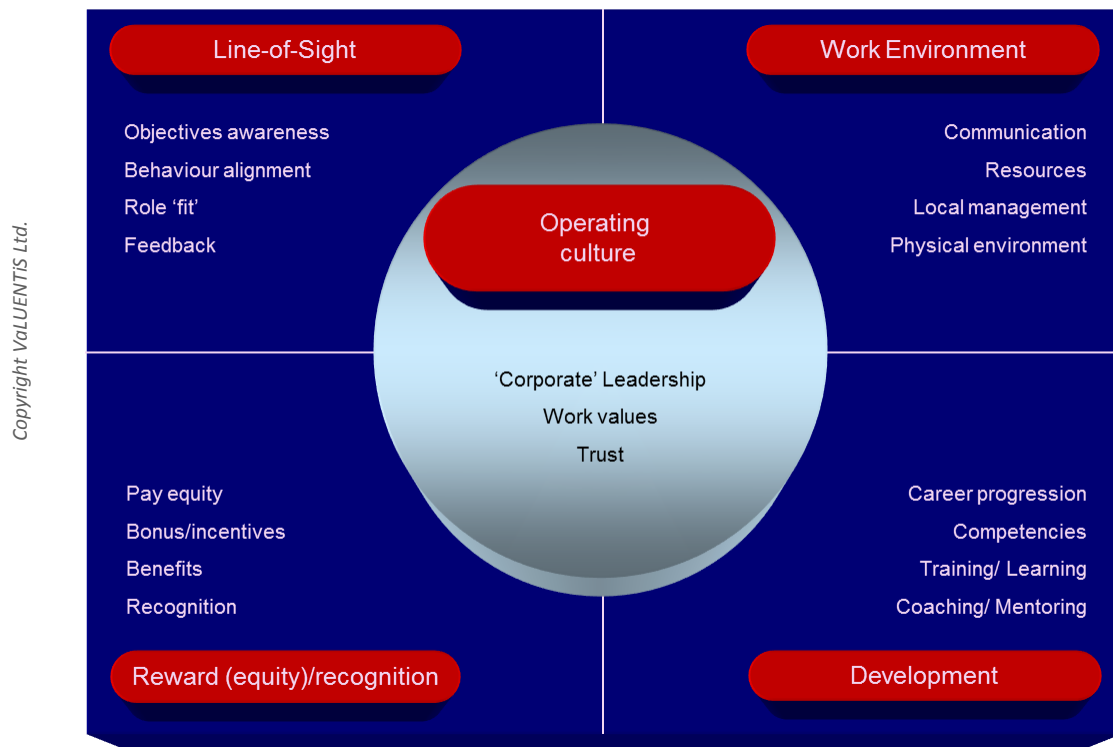 Line-of-Sight
Objectives awareness
Behaviour alignment
Role ‘fit’
Feedback
Work Environment
Communication
Resources
Local management
Physical environment
Operating
culture
‘Corporate’ Leadership
Work values
Trust
Pay equity
Bonus/incentives
Benefits
Recognition
Reward (equity)/recognition
Career progression
Competencies
Training/ Learning
Coaching/ Mentoring
Development
Copyright VaLUENTiS Ltd.